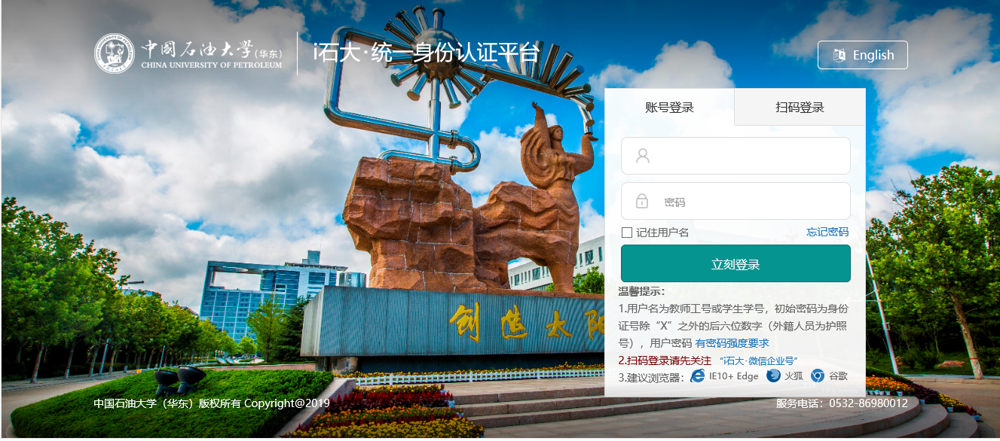 中國石油大学(华东)
CHINA UNIVERSITY OF PETROLEUM
i石大·统一身份认证平台
English
账号登录
扫码登录
密码
记住用户名
忘记密码
立刻登录
温馨提示：
1.用户名为教师工号或学生学号，初始密码为身份
证号除“X”之外的后六位数字（外籍人员为护照
号），用户密码 有密码强度要求
2.扫码登录请先关注 “i石大·微信企业号”
3.建议浏览器： IE10+ Edge 火狐 谷歌
创造太阳
中国石油大学（华东）版权所有 Copyright@2019
服务电话：0532-86980012